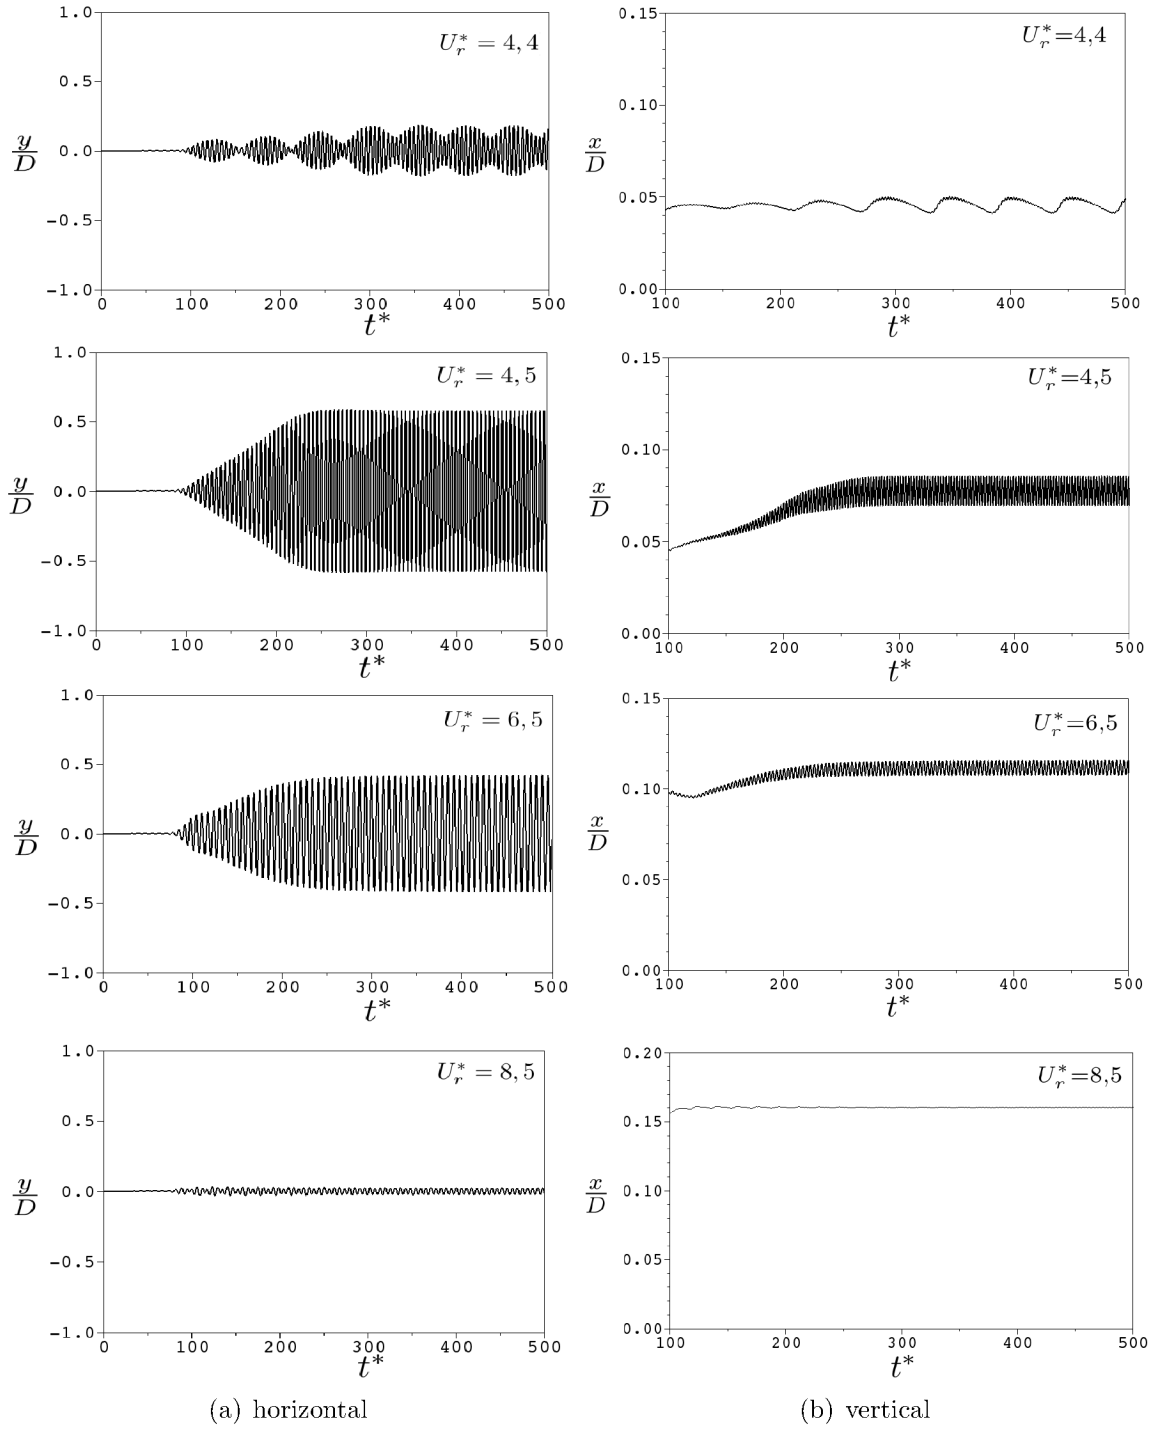 1.0
0.5
0.0
−0.5
−1.0
y/D
U_r^* = 4,4
0 100 200 300 400 500
t*
0.15
0.10
0.05
0.00
x/D
U_r^*=4,4
100 200 300 400 500
t*
1.0
0.5
0.0
−0.5
−1.0
y/D
U_r^* = 4,5
0 100 200 300 400 500
t*
0.15
0.10
0.05
0.00
x/D
U_r^*=4,5
100 200 300 400 500
t*
1.0
0.5
0.0
−0.5
−1.0
y/D
U_r^* = 6,5
0 100 200 300 400 500
t*
0.15
0.10
0.05
0.00
x/D
U_r^*=6,5
100 200 300 400 500
t*
1.0
0.5
0.0
−0.5
−1.0
y/D
U_r^* = 8,5
0 100 200 300 400 500
t*
0.20
0.15
0.10
0.05
0.00
x/D
U_r^*=8,5
100 200 300 400 500
t*
(a) horizontal
(b) vertical